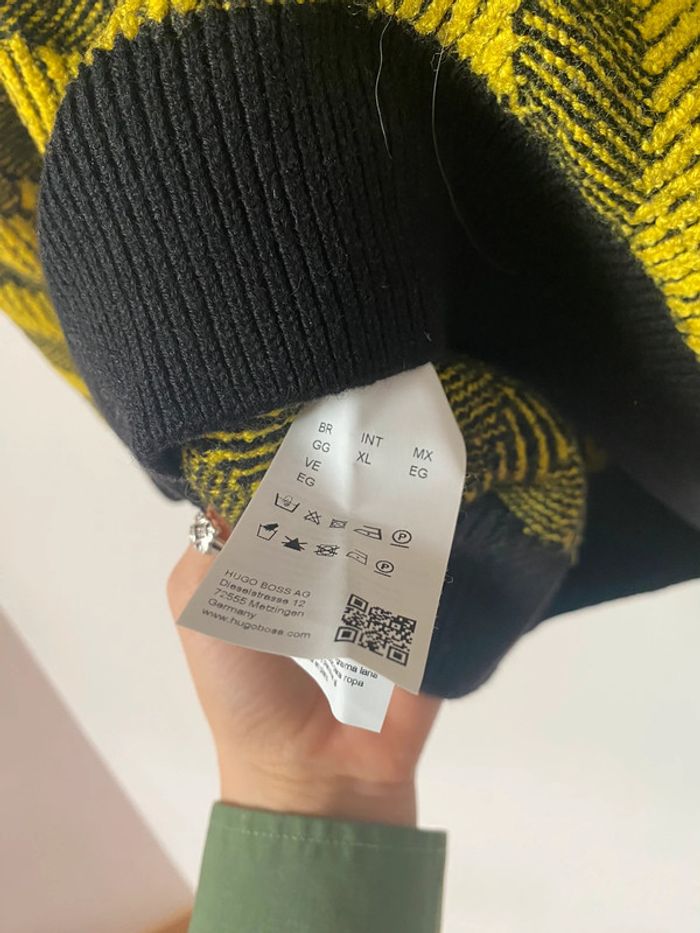 BR INT MX
GG XL EG
VE
EG
P
P
HUGO BOSS AG
Dieselstrasse 12
72555 Metzingen
Germany
www.hugoboss.com
lana
ropa